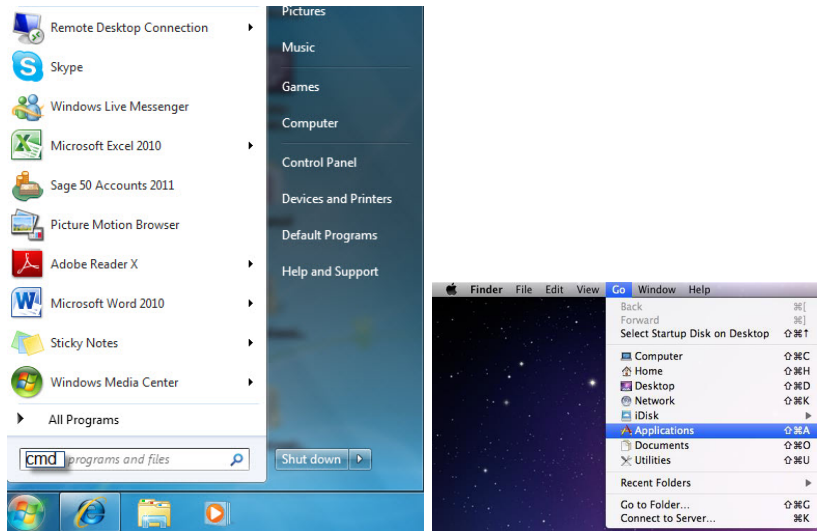 Remote Desktop Connection
Skype
Windows Live Messenger
Microsoft Excel 2010
Sage 50 Accounts 2011
Picture Motion Browser
Adobe Reader X
Microsoft Word 2010
Sticky Notes
Windows Media Center
All Programs
cmd programs and files
Pictures
Music
Games
Computer
Control Panel
Devices and Printers
Default Programs
Help and Support
Shut down
Finder File Edit View Go Window Help
Back ⌘[
Forward ⌘]
Select Startup Disk on Desktop ⇧⌘↑
Computer ⇧⌘C
Home ⇧⌘H
Desktop ⇧⌘D
Network ⇧⌘K
iDisk
Applications ⇧⌘A
Documents ⇧⌘O
Utilities ⇧⌘U
Recent Folders
Go to Folder... ⇧⌘G
Connect to Server... ⌘K